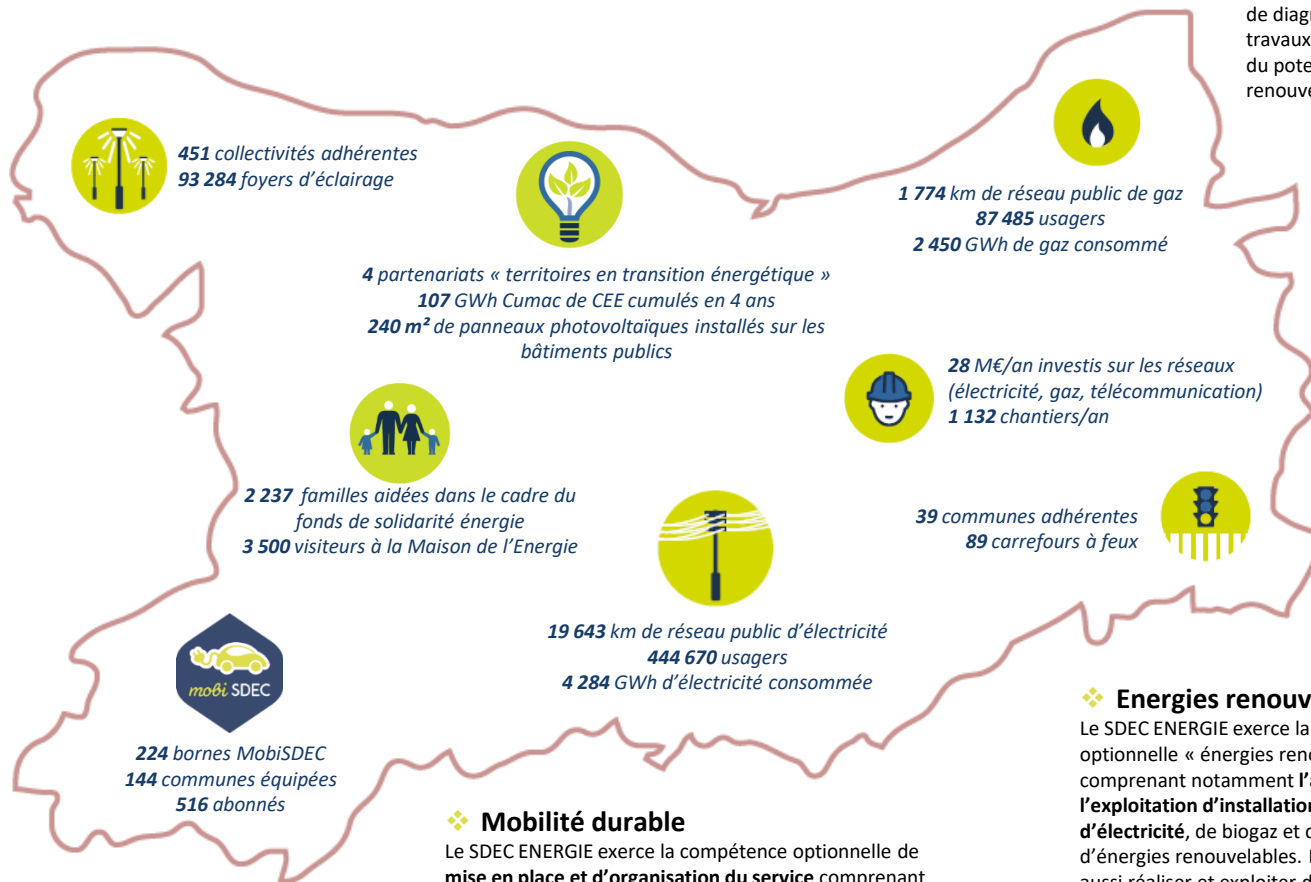 de diag
travaux
du pote
renouve
451 collectivités adhérentes
93 284 foyers d’éclairage
1 774 km de réseau public de gaz
87 485 usagers
2 450 GWh de gaz consommé
4 partenariats « territoires en transition énergétique »
107 GWh Cumac de CEE cumulés en 4 ans
240 m² de panneaux photovoltaïques installés sur les
bâtiments publics
28 M€/an investis sur les réseaux
(électricité, gaz, télécommunication)
1 132 chantiers/an
2 237 familles aidées dans le cadre du
fonds de solidarité énergie
3 500 visiteurs à la Maison de l’Energie
39 communes adhérentes
89 carrefours à feux
19 643 km de réseau public d’électricité
444 670 usagers
4 284 GWh d’électricité consommée
mobi SDEC
224 bornes MobiSDEC
144 communes équipées
516 abonnés
❖ Energies renouv
Le SDEC ENERGIE exerce la
optionnelle « énergies reno
comprenant notamment l’a
l’exploitation d’installation
d’électricité, de biogaz et d
d’énergies renouvelables.
aussi réaliser et exploiter d
❖ Mobilité durable
Le SDEC ENERGIE exerce la compétence optionnelle de
mise en place et d’organisation du service comprenant